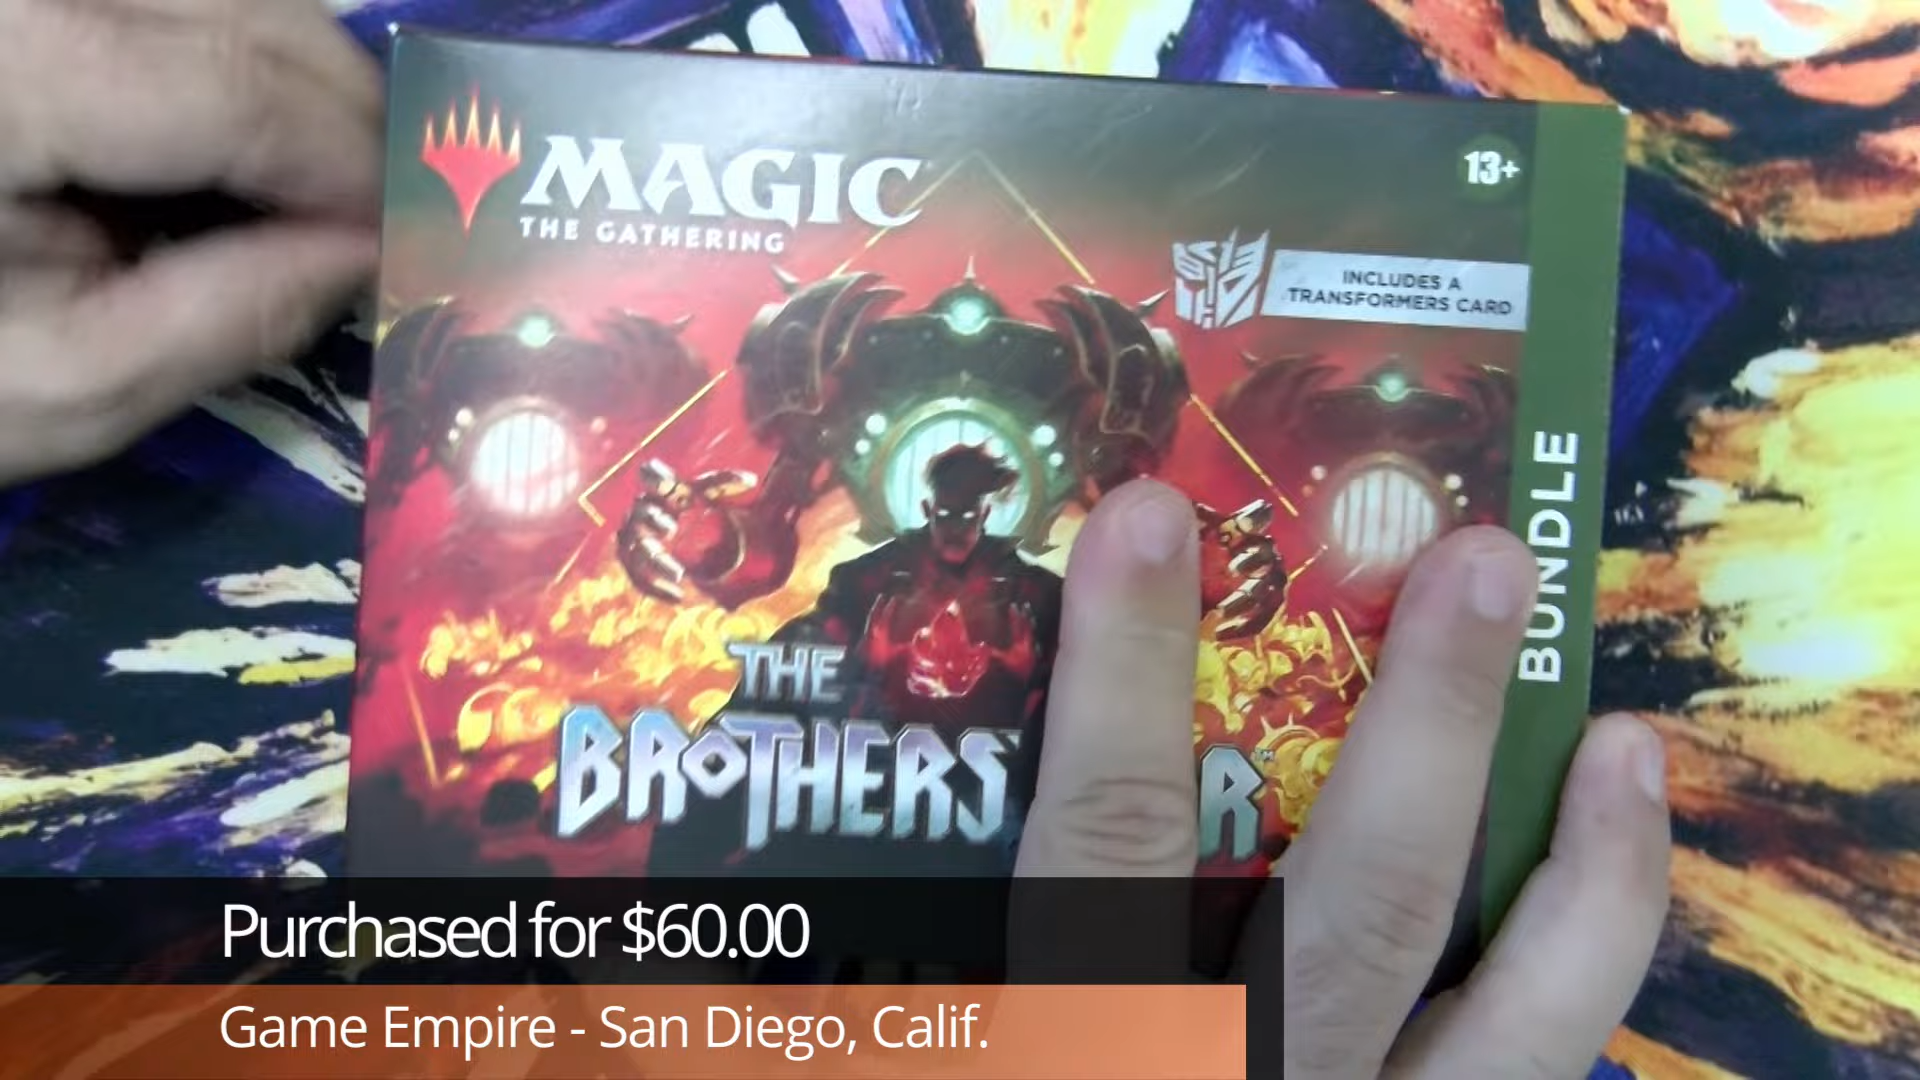 MAGIC
THE GATHERING
13+
INCLUDES A
TRANSFORMERS CARD
BUNDLE
THE
BROTHERS'
R™
Purchased for $60.00
Game Empire - San Diego, Calif.